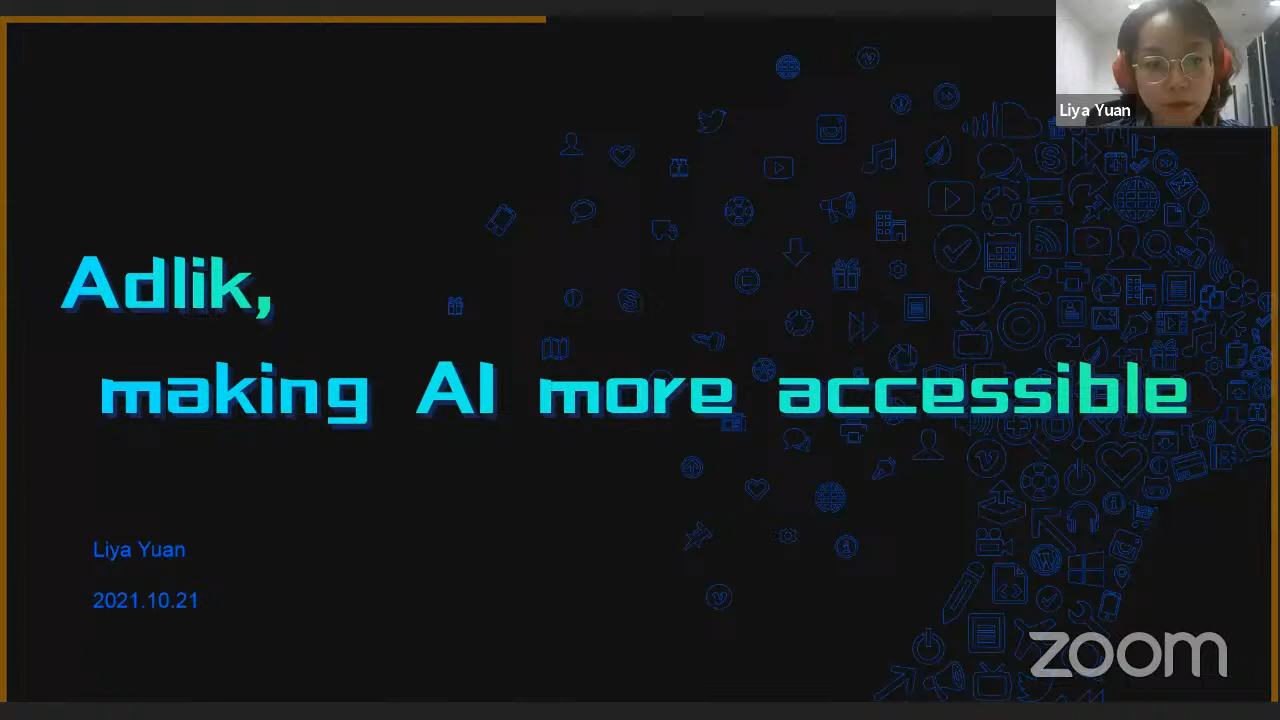 Liya Yuan
Adlik,
making AI more accessible
Liya Yuan
2021.10.21
zoom